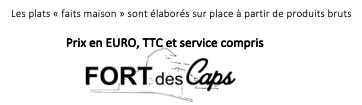 Les plats « faits maison » sont élaborés sur place à partir de produits bruts
Prix en EURO, TTC et service compris
FORT des Caps